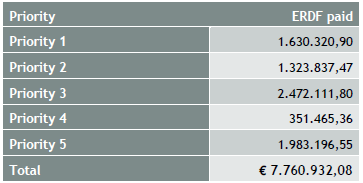 Priority ERDF paid
Priority 1 1.630.320,90
Priority 2 1.323.837,47
Priority 3 2.472.111,80
Priority 4 351.465,36
Priority 5 1.983.196,55
Total € 7.760.932,08